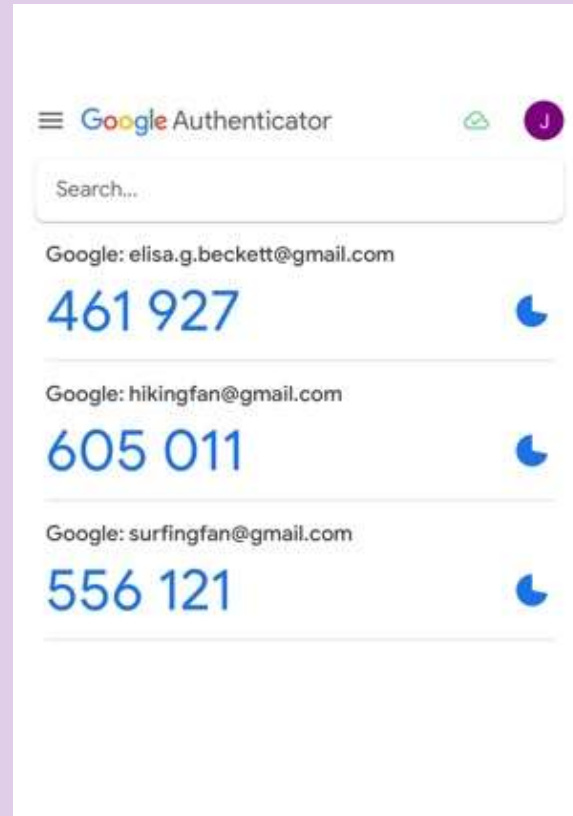 Google Authenticator
J
Search...
Google: elisa.g.beckett@gmail.com
461 927
Google: hikingfan@gmail.com
605 011
Google: surfingfan@gmail.com
556 121